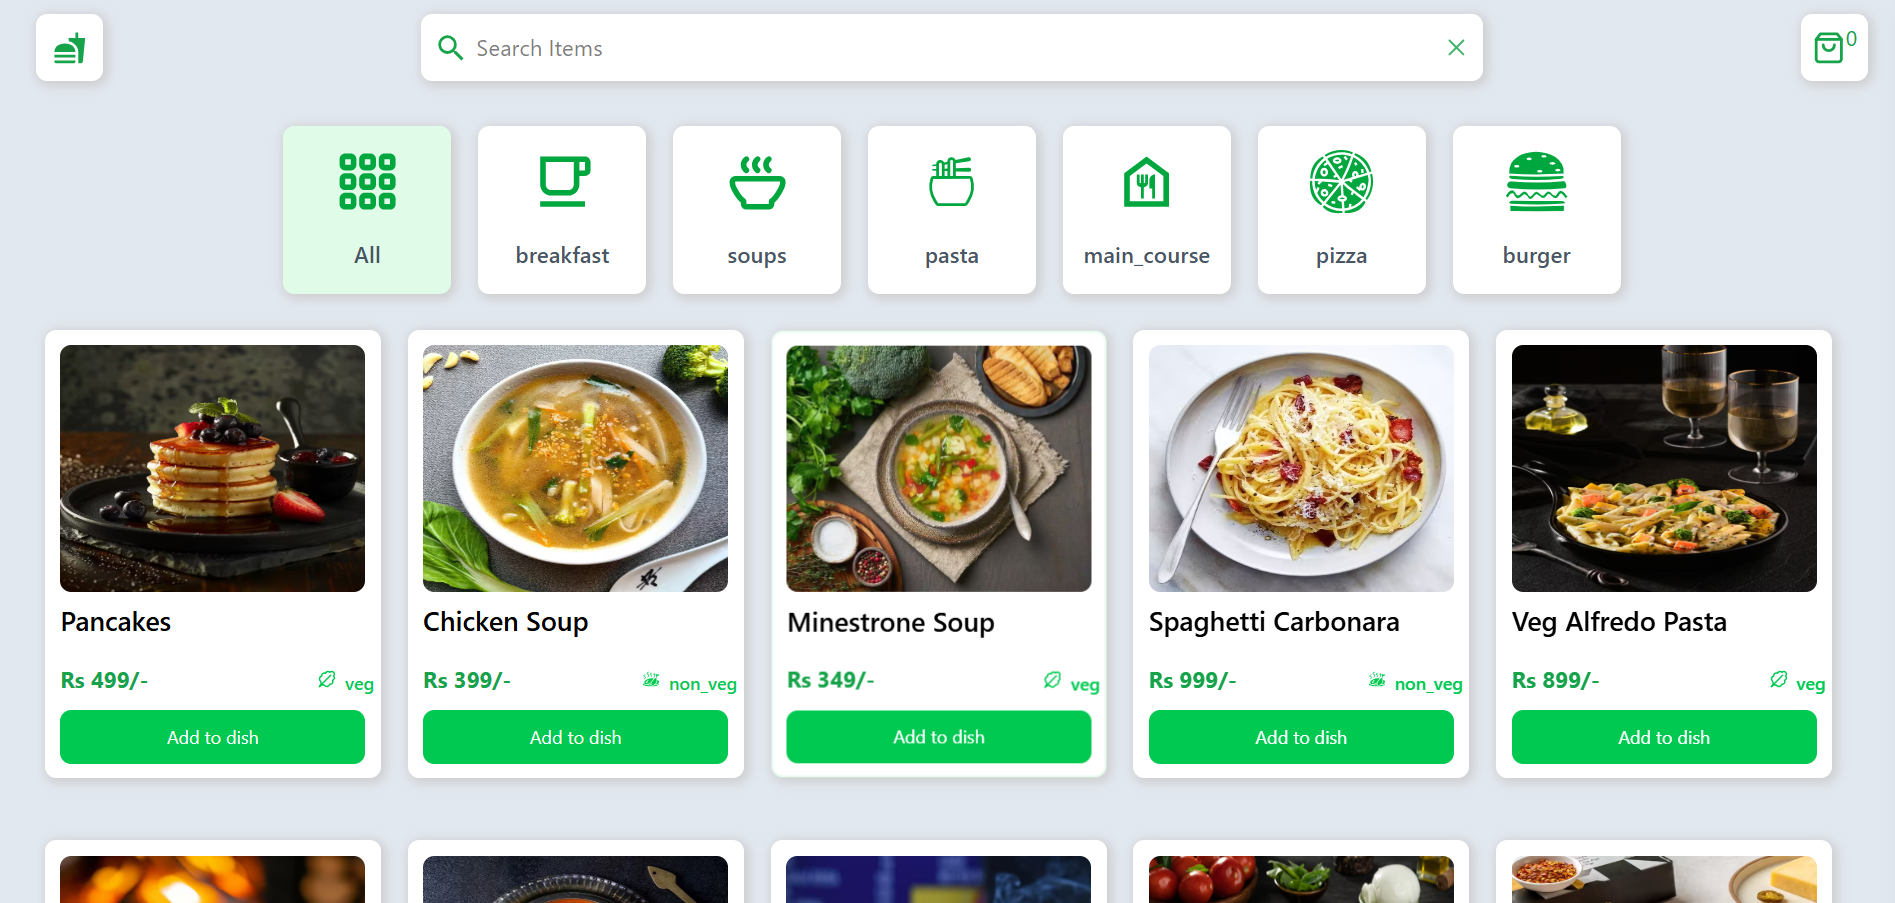 Search Items
0
All
breakfast
soups
pasta
main_course
pizza
burger
Pancakes
Rs 499/-
veg
Add to dish
Chicken Soup
Rs 399/-
non_veg
Add to dish
Minestrone Soup
Rs 349/-
veg
Add to dish
Spaghetti Carbonara
Rs 999/-
non_veg
Add to dish
Veg Alfredo Pasta
Rs 899/-
veg
Add to dish